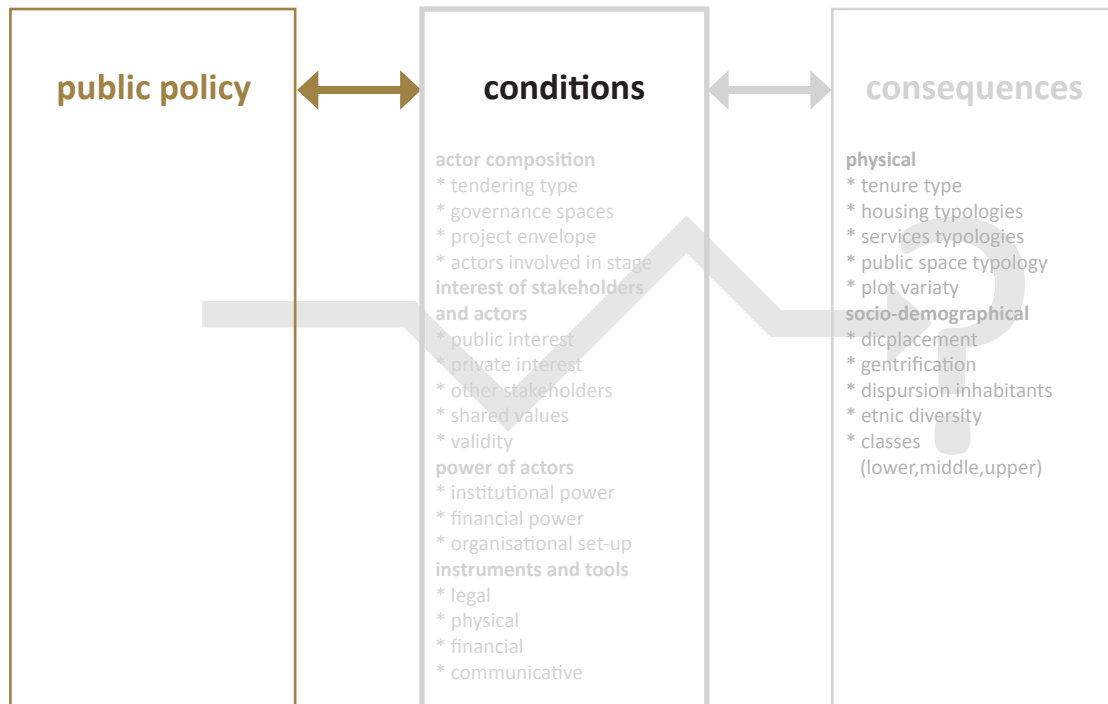 public policy
conditions
consequences
actor composition
* tendering type
* governance spaces
* project envelope
* actors involved in stage
interest of stakeholders
and actors
* public interest
* private interest
* other stakeholders
* shared values
* validity
power of actors
* institutional power
* financial power
* organisational set-up
instruments and tools
* legal
* physical
* financial
* communicative
physical
* tenure type
* housing typologies
* services typologies
* public space typology
* plot variaty
socio-demographical
* dicplacement
* gentrification
* dispursion inhabitants
* etnic diversity
* classes
(lower,middle,upper)
?